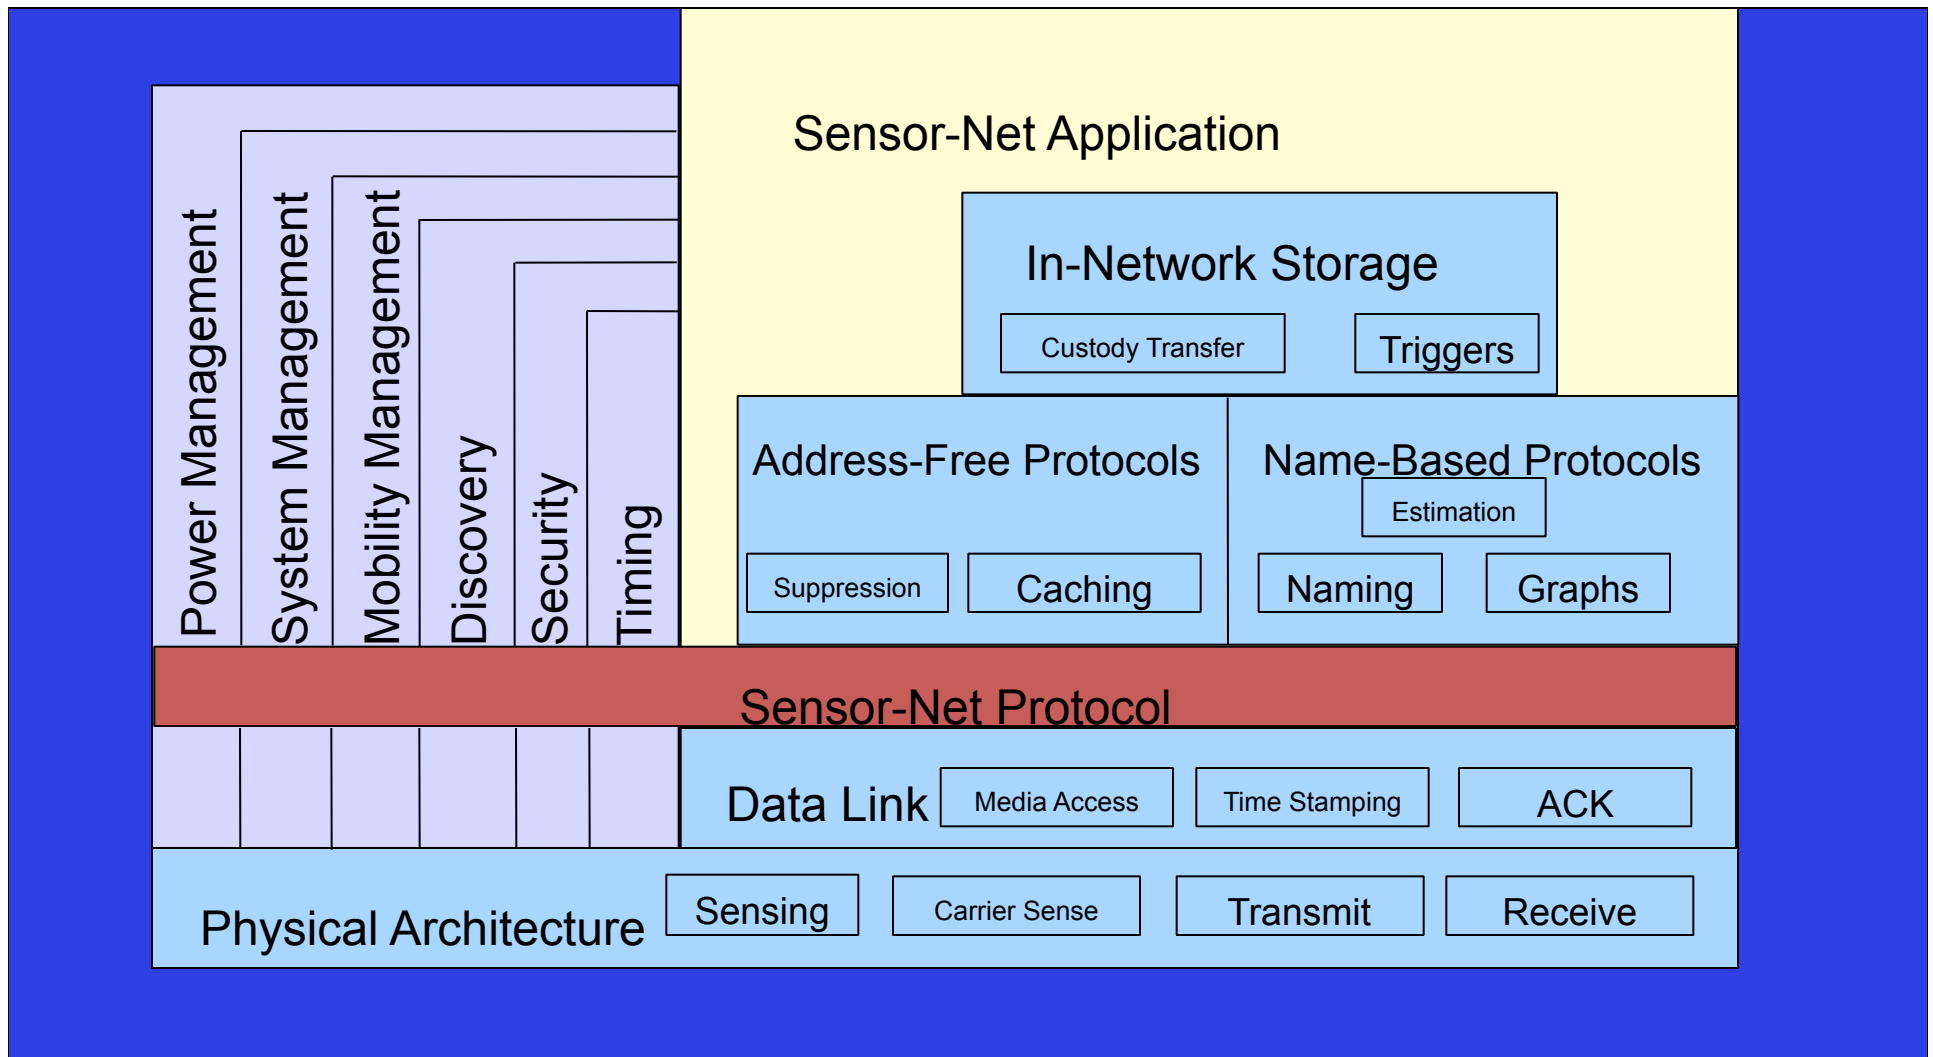 Sensor-Net Application
In-Network Storage
Custody Transfer
Triggers
Power Management
System Management
Mobility Management
Discovery
Security
Timing
Address-Free Protocols
Suppression
Caching
Name-Based Protocols
Estimation
Naming
Graphs
Sensor-Net Protocol
Data Link
Media Access
Time Stamping
ACK
Physical Architecture
Sensing
Carrier Sense
Transmit
Receive